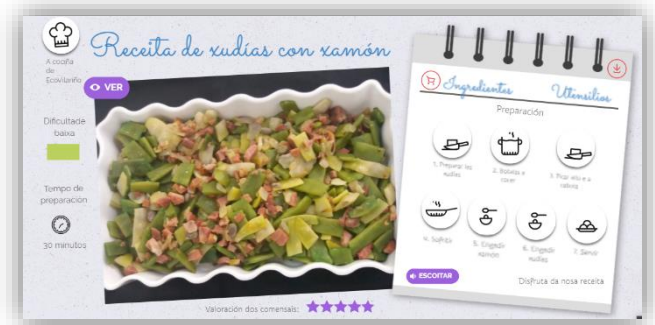 Receita de xudías con xamón
A cociña
de
EcoVilariño
VER
Dificultade
baixa
Tempo de
preparación
30 minutos
Valoración dos comensais:
Ingredientes
Utensilios
Preparación
1. Preparar las
xudías
2. Botalas a
cocer
3. Picar allo e a
cebola
4. Sofrixir
5. Engadir
xamón
6. Engadir
xudías
7. Servir
ESCOITAR
Disfruta da nosa receita